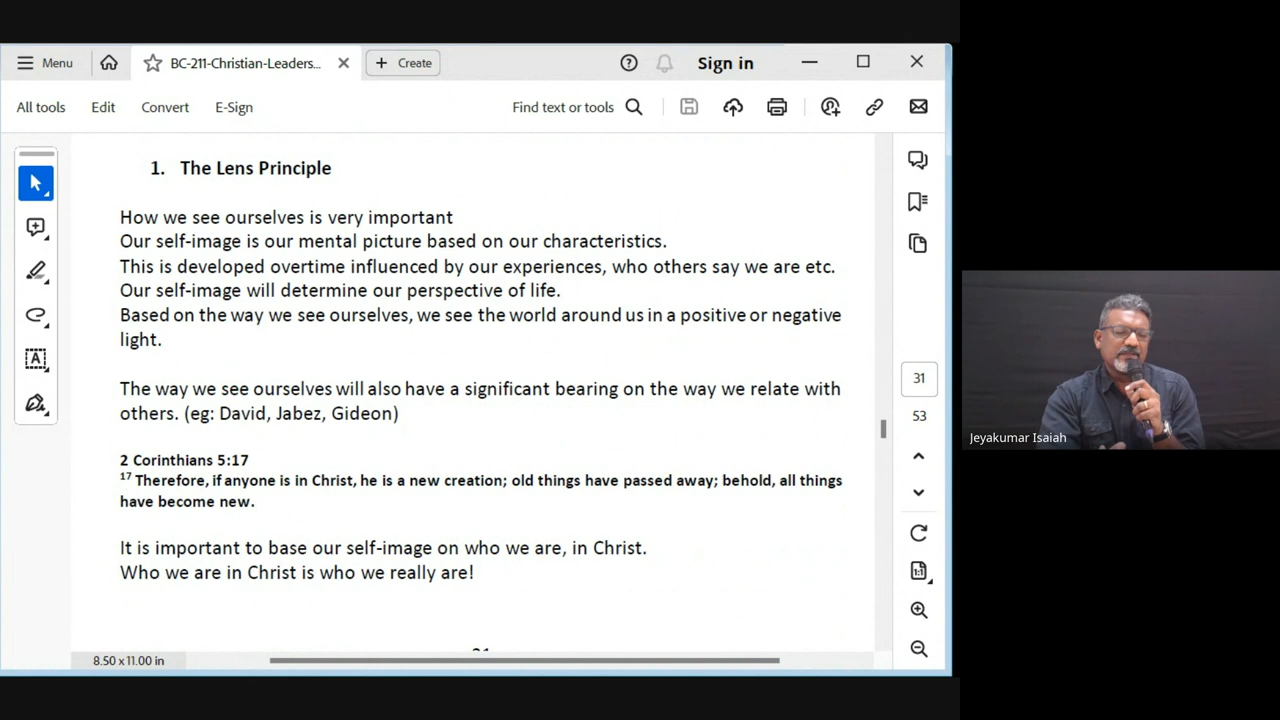 Menu
BC-211-Christian-Leaders...
Create
Sign in
All tools
Edit
Convert
E-Sign
Find text or tools
1. The Lens Principle
How we see ourselves is very important
Our self-image is our mental picture based on our characteristics.
This is developed overtime influenced by our experiences, who others say we are etc.
Our self-image will determine our perspective of life.
Based on the way we see ourselves, we see the world around us in a positive or negative
light.
The way we see ourselves will also have a significant bearing on the way we relate with
others. (eg: David, Jabez, Gideon)
2 Corinthians 5:17
17 Therefore, if anyone is in Christ, he is a new creation; old things have passed away; behold, all things
have become new.
It is important to base our self-image on who we are, in Christ.
Who we are in Christ is who we really are!
31
53
1:1
8.50 x 11.00 in
Jeyakumar Isaiah